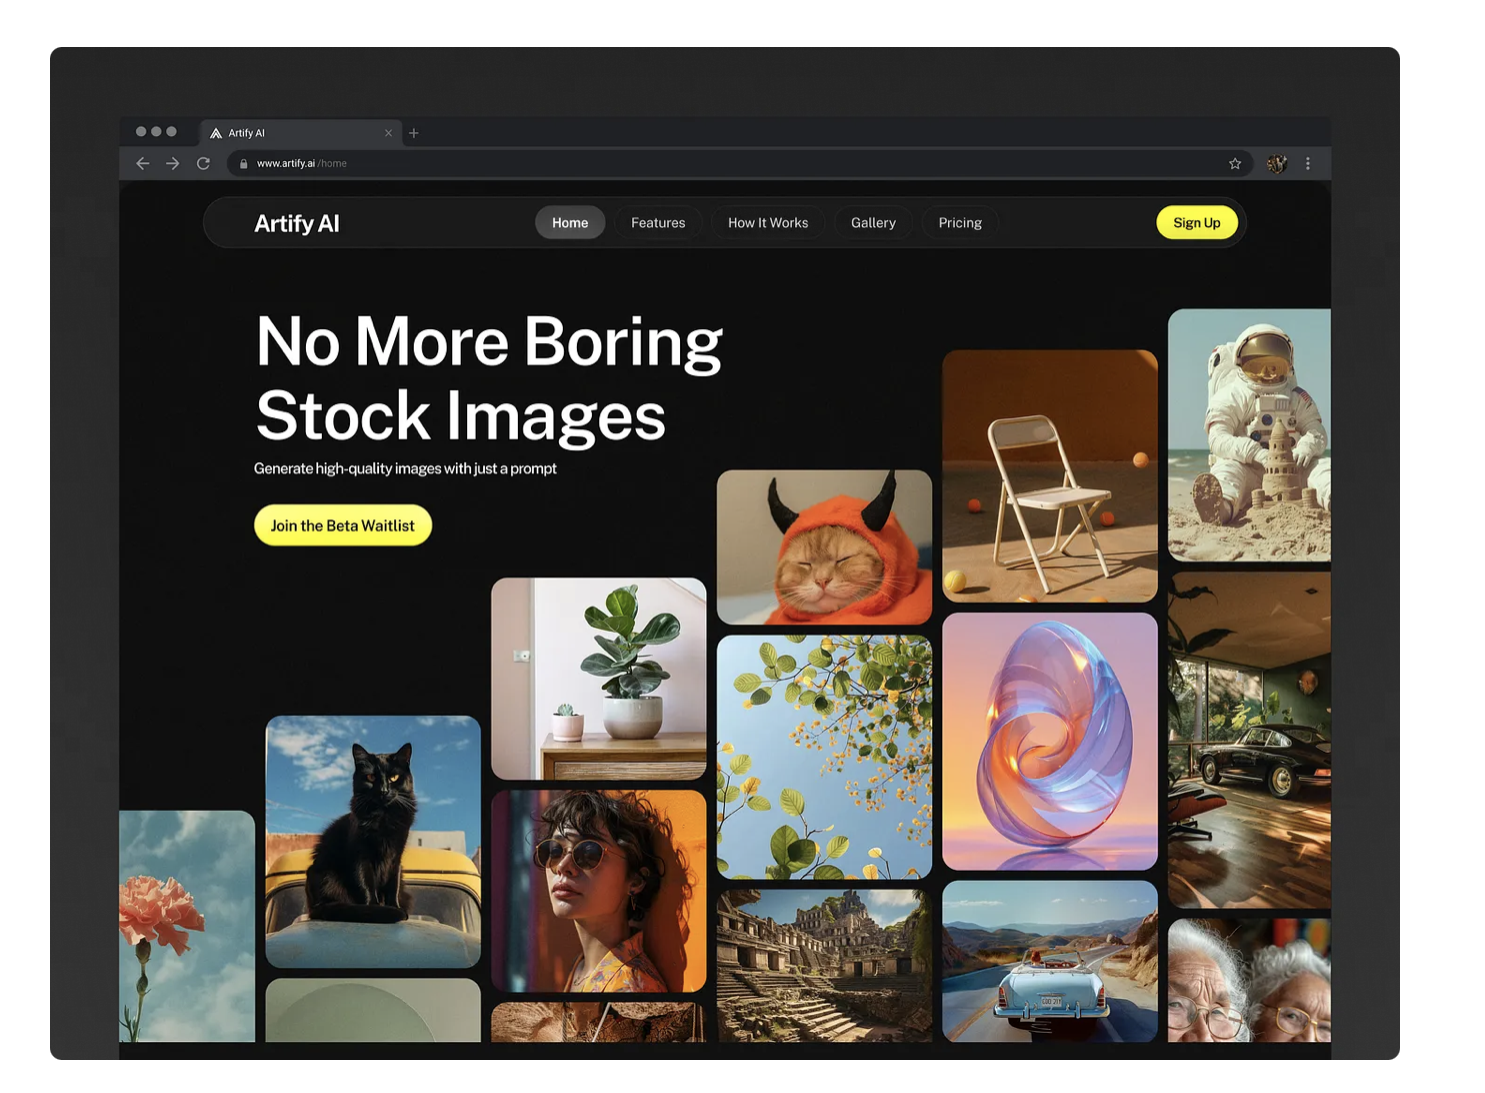 Artify AI
www.artify.ai/home
Artify AI
Home
Features
How It Works
Gallery
Pricing
Sign Up
No More Boring
Stock Images
Generate high-quality images with just a prompt
Join the Beta Waitlist